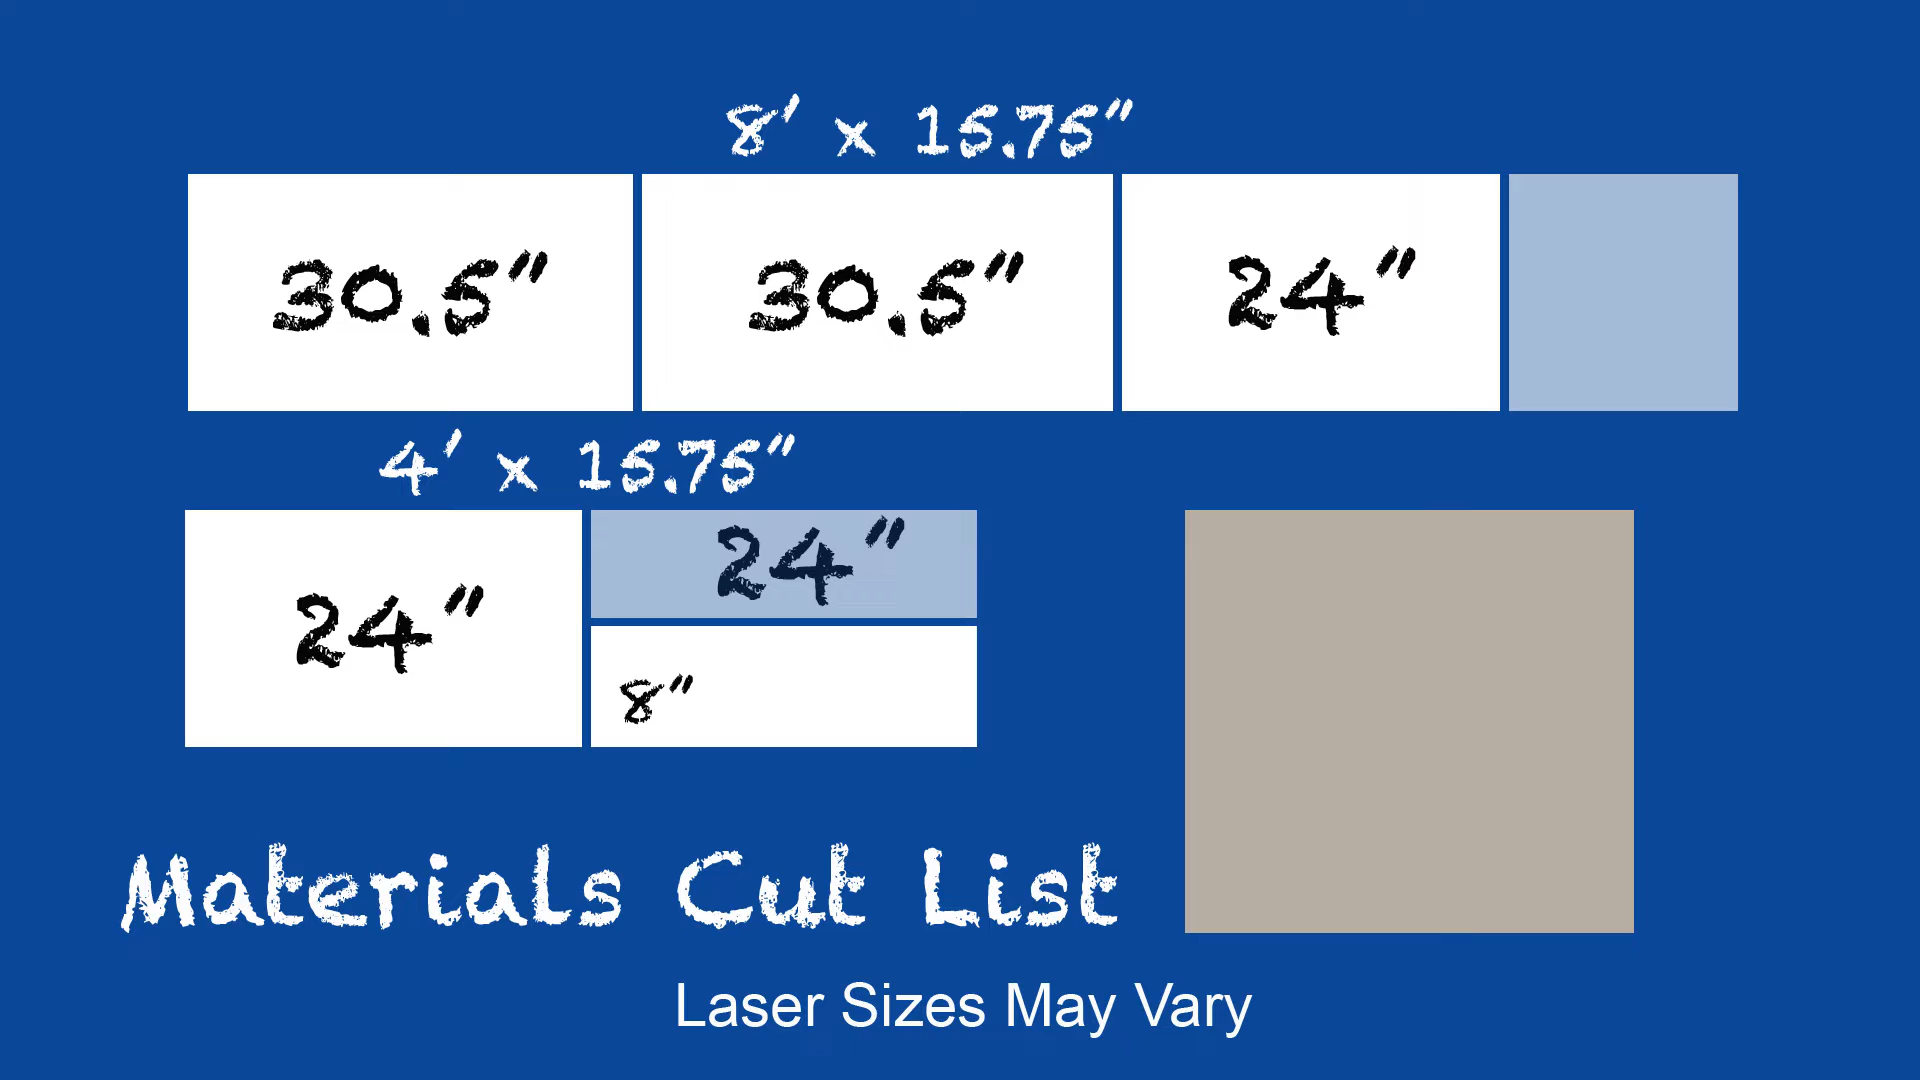 8' x 15.75"
30.5" 30.5" 24"
4' x 15.75"
24" 24"
8"
Materials Cut List
Laser Sizes May Vary